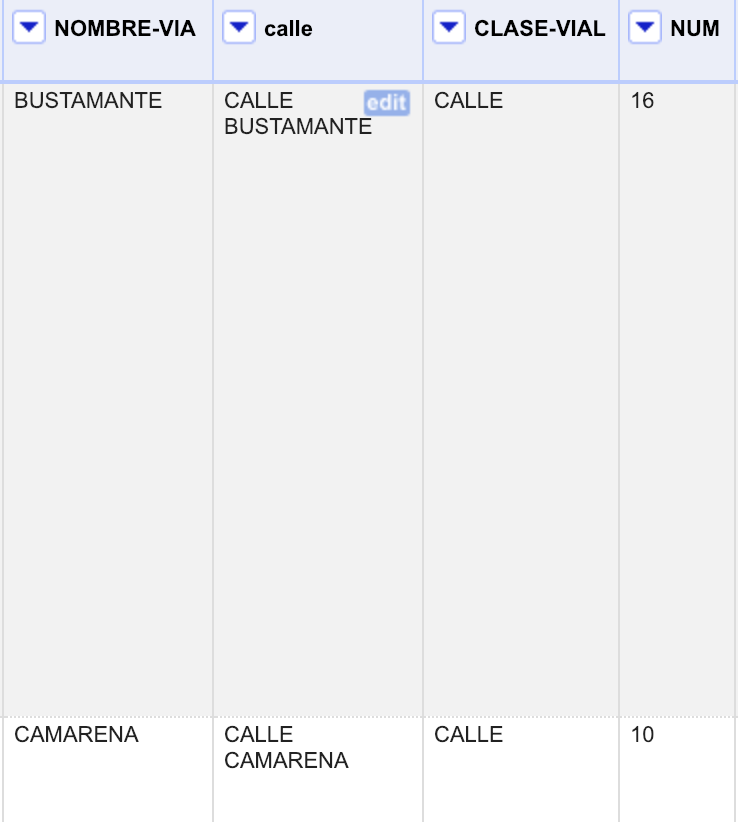 NOMBRE-VIA calle CLASE-VIAL NUM
BUSTAMANTE CALLE edit CALLE 16
BUSTAMANTE
CAMARENA CALLE CALLE 10
CAMARENA